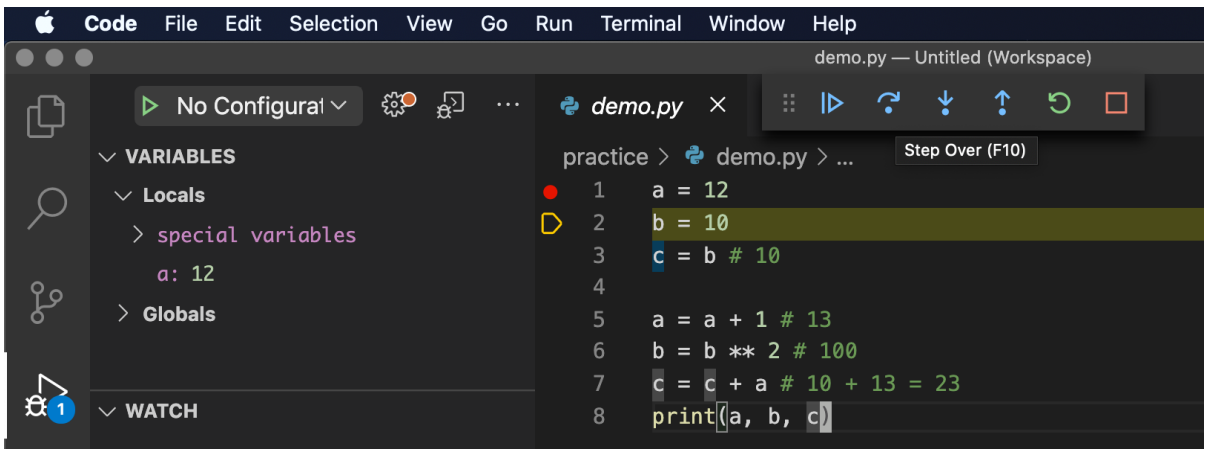 Code File Edit Selection View Go Run Terminal Window Help
demo.py — Untitled (Workspace)
No Configurat
demo.py
Step Over (F10)
VARIABLES
Locals
special variables
a: 12
Globals
WATCH
1
practice > demo.py > ...
1 a = 12
2 b = 10
3 c = b # 10
4
5 a = a + 1 # 13
6 b = b ** 2 # 100
7 c = c + a # 10 + 13 = 23
8 print(a, b, c)